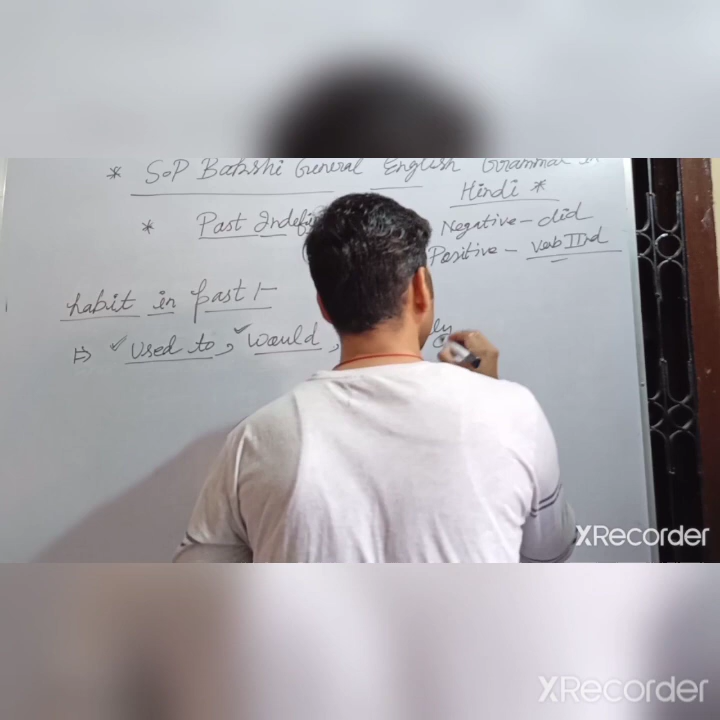 * S.P Bakshi General English Grammar in
Hindi *
* Past Indefi
Negative - did
Positive - verb IInd
habit in past :-
⇒ ✓ used to, ✓ would,
ly
XRecorder
XRecorder